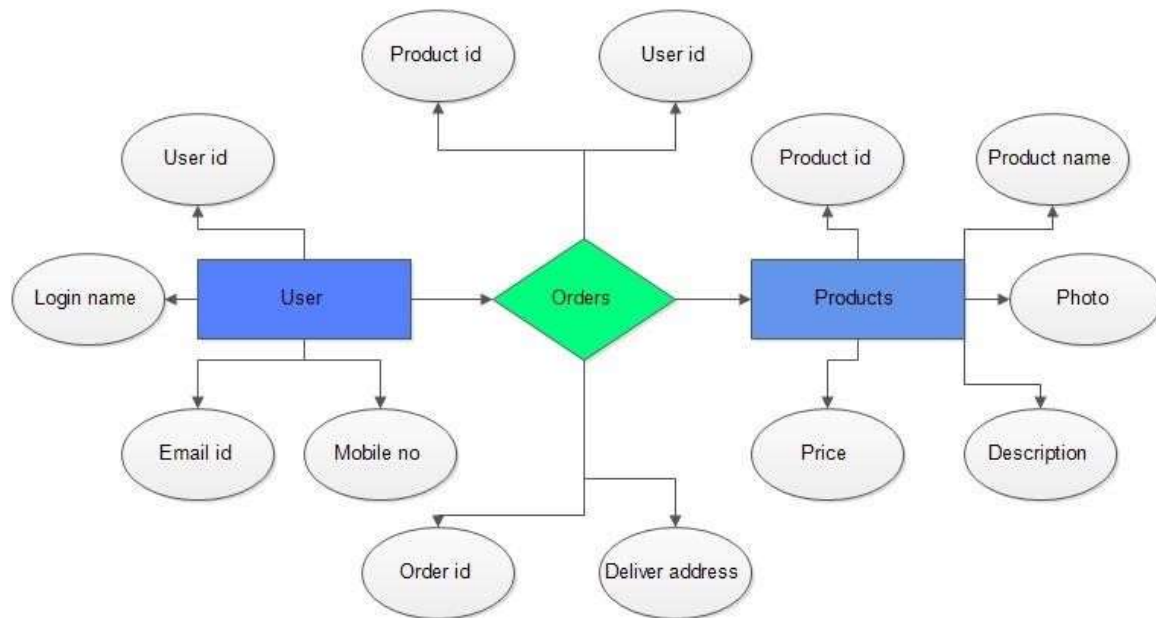 Product id
User id
User id
Product id
Product name
Login name
User
Orders
Products
Photo
Email id
Mobile no
Price
Description
Order id
Deliver address